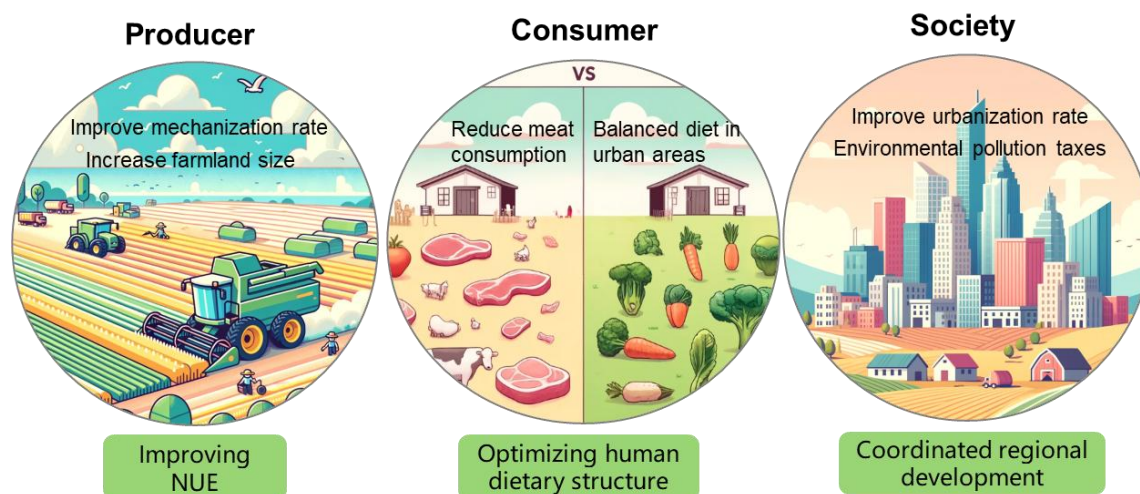 Producer
Improve mechanization rate
Increase farmland size
Improving
NUE
Consumer
VS
Reduce meat
consumption
Balanced diet in
urban areas
Optimizing human
dietary structure
Society
Improve urbanization rate
Environmental pollution taxes
Coordinated regional
development